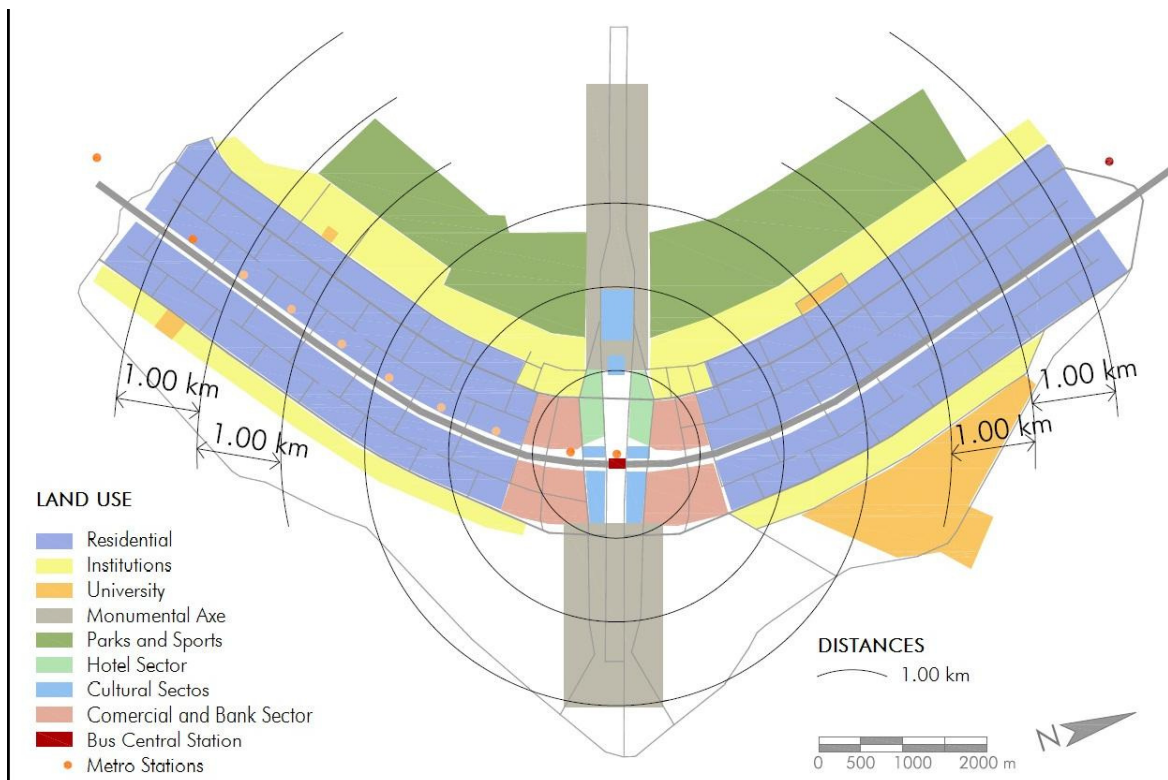 1.00 km
1.00 km
1.00 km
1.00 km
LAND USE
Residential
Institutions
University
Monumental Axe
Parks and Sports
Hotel Sector
Cultural Sectos
Comercial and Bank Sector
Bus Central Station
Metro Stations
DISTANCES
1.00 km
N
0 500 1000 2000 m